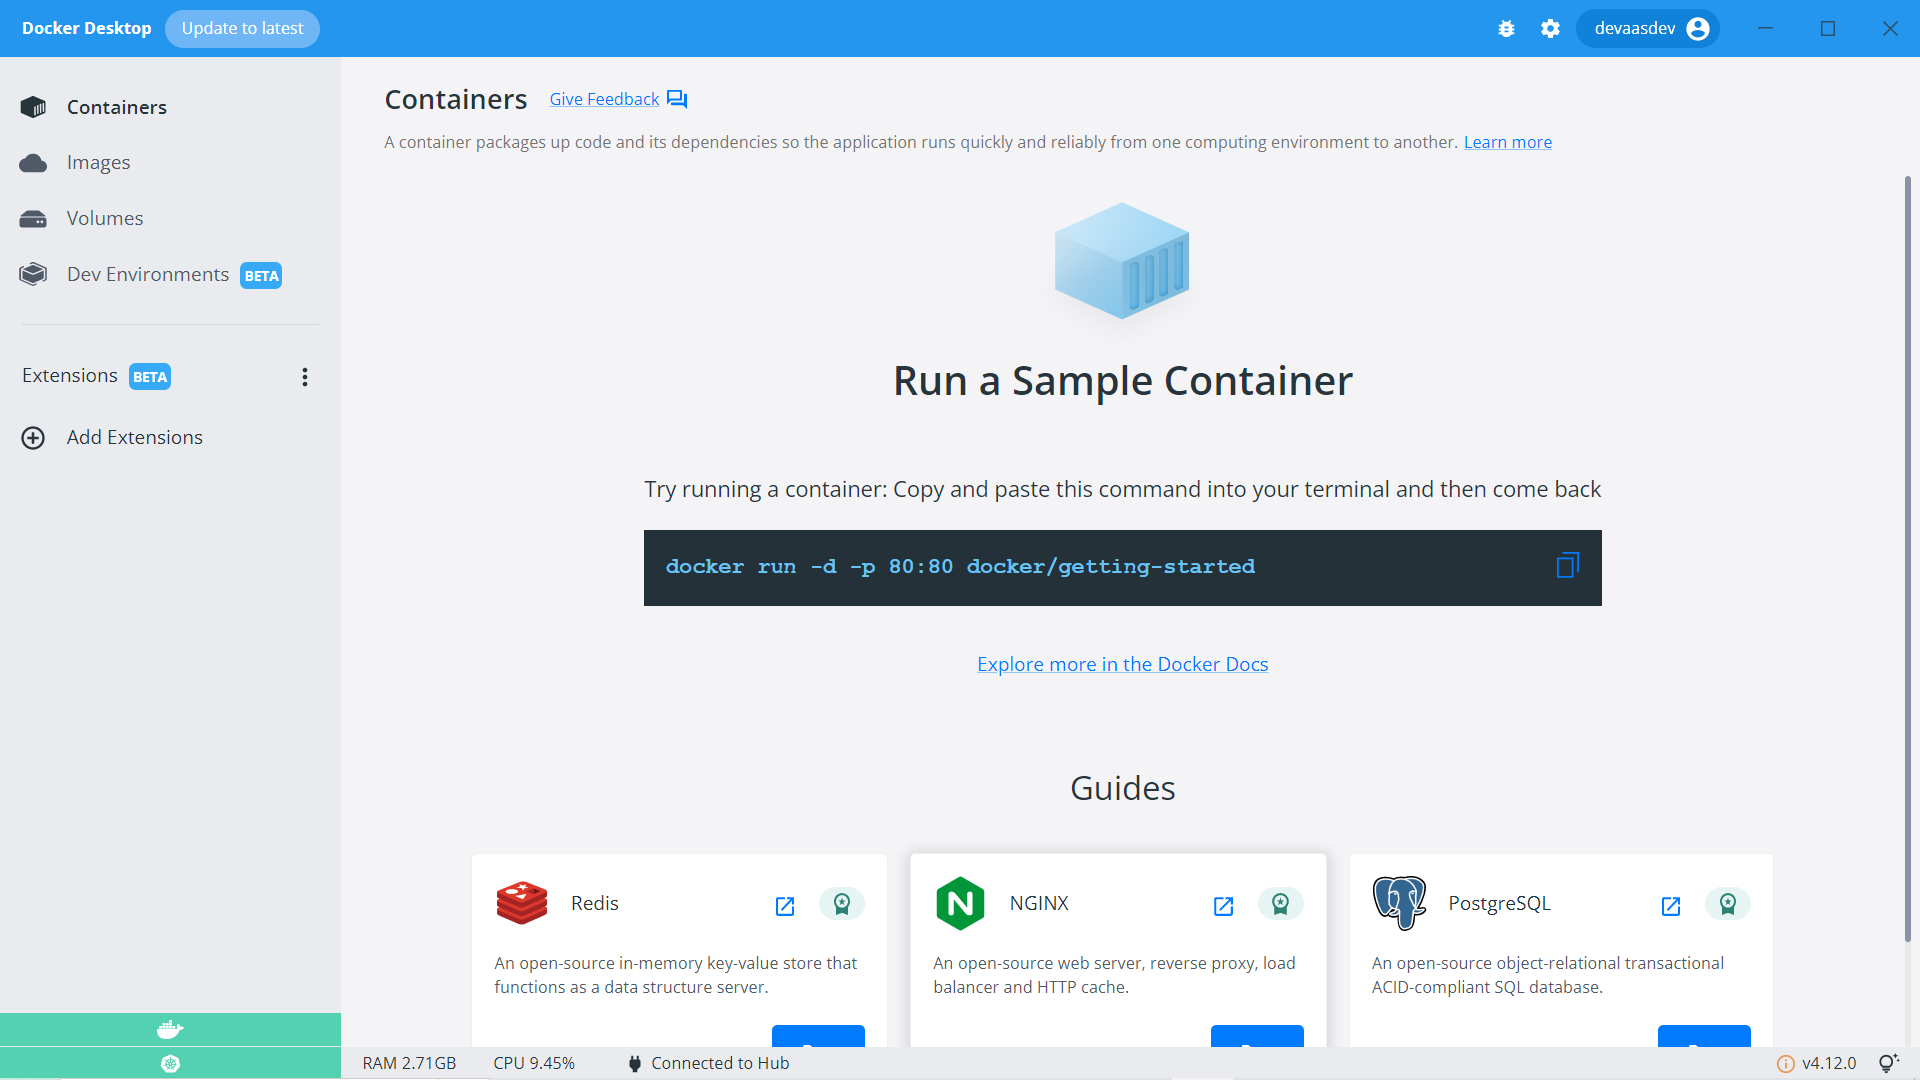 Docker Desktop Update to latest devaasdev
Containers
Images
Volumes
Dev Environments BETA
Extensions BETA
Add Extensions
Containers Give Feedback
A container packages up code and its dependencies so the application runs quickly and reliably from one computing environment to another. Learn more
Run a Sample Container
Try running a container: Copy and paste this command into your terminal and then come back
docker run -d -p 80:80 docker/getting-started
Explore more in the Docker Docs
Guides
Redis
An open-source in-memory key-value store that
functions as a data structure server.
NGINX
An open-source web server, reverse proxy, load
balancer and HTTP cache.
PostgreSQL
An open-source object-relational transactional
ACID-compliant SQL database.
RAM 2.71GB CPU 9.45% Connected to Hub v4.12.0